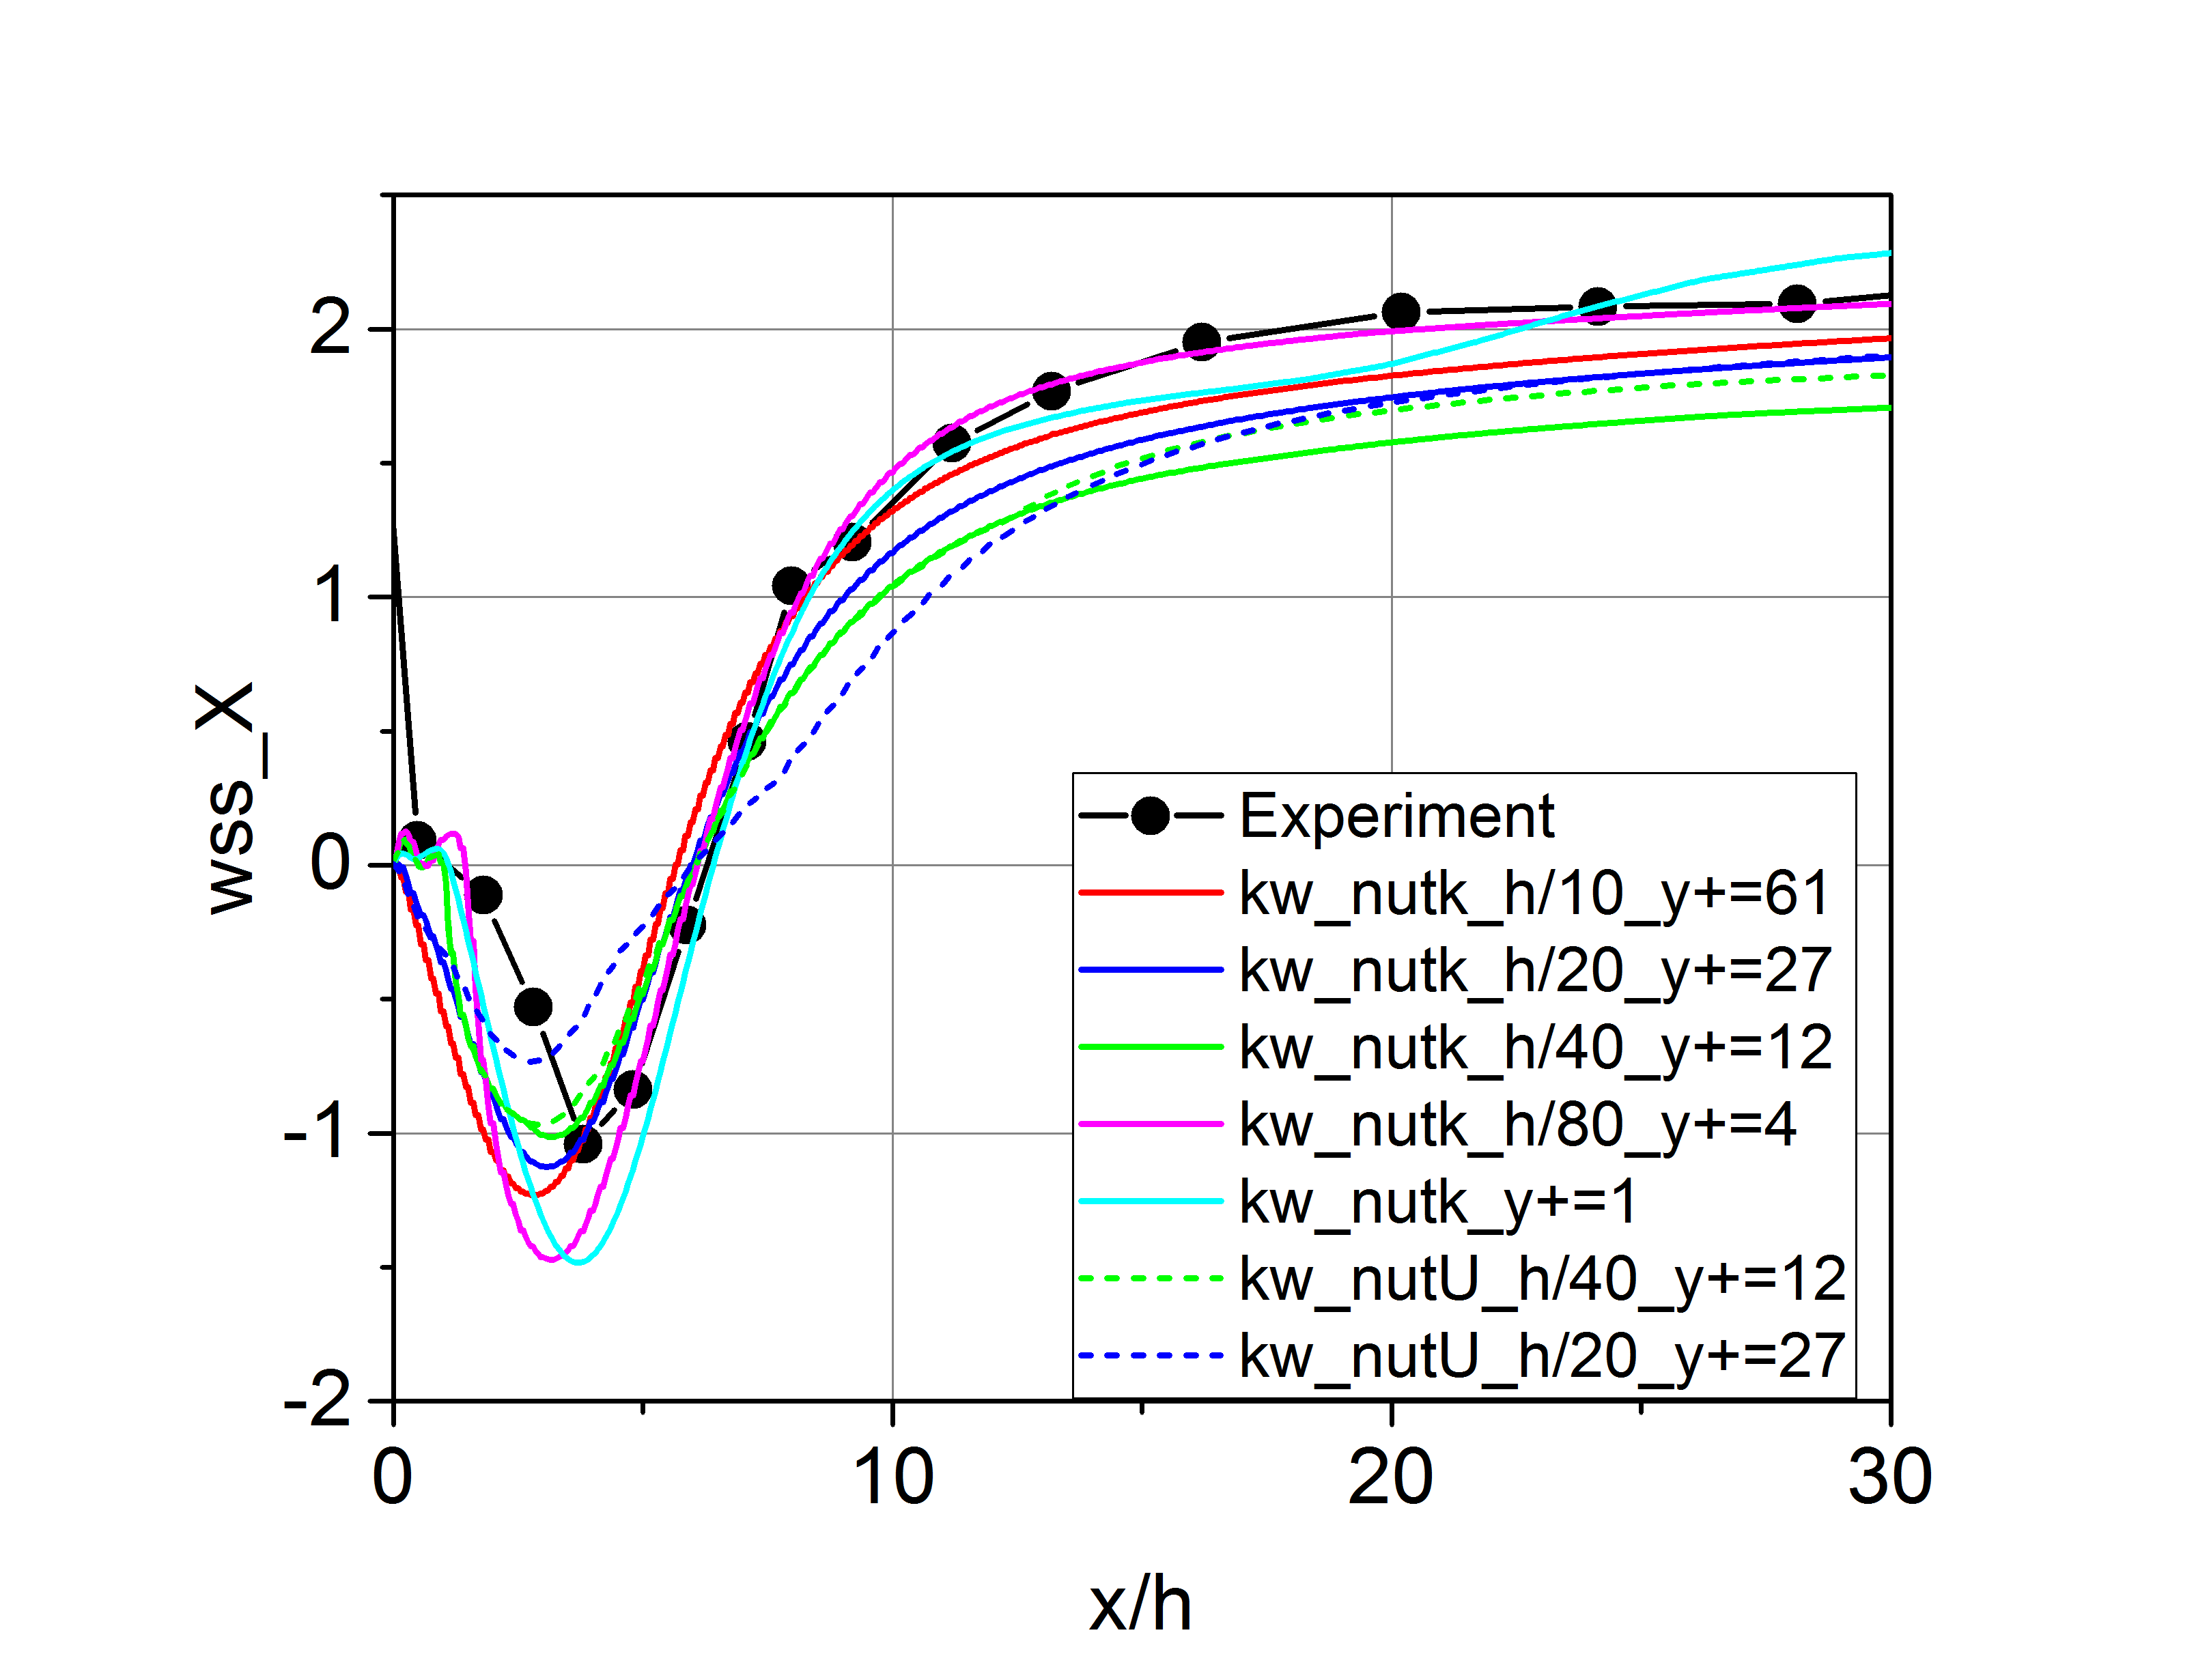 2
1
0
-1
-2
wss_X
0
10
20
30
x/h
Experiment
kw_nutk_h/10_y+=61
kw_nutk_h/20_y+=27
kw_nutk_h/40_y+=12
kw_nutk_h/80_y+=4
kw_nutk_y+=1
kw_nutU_h/40_y+=12
kw_nutU_h/20_y+=27